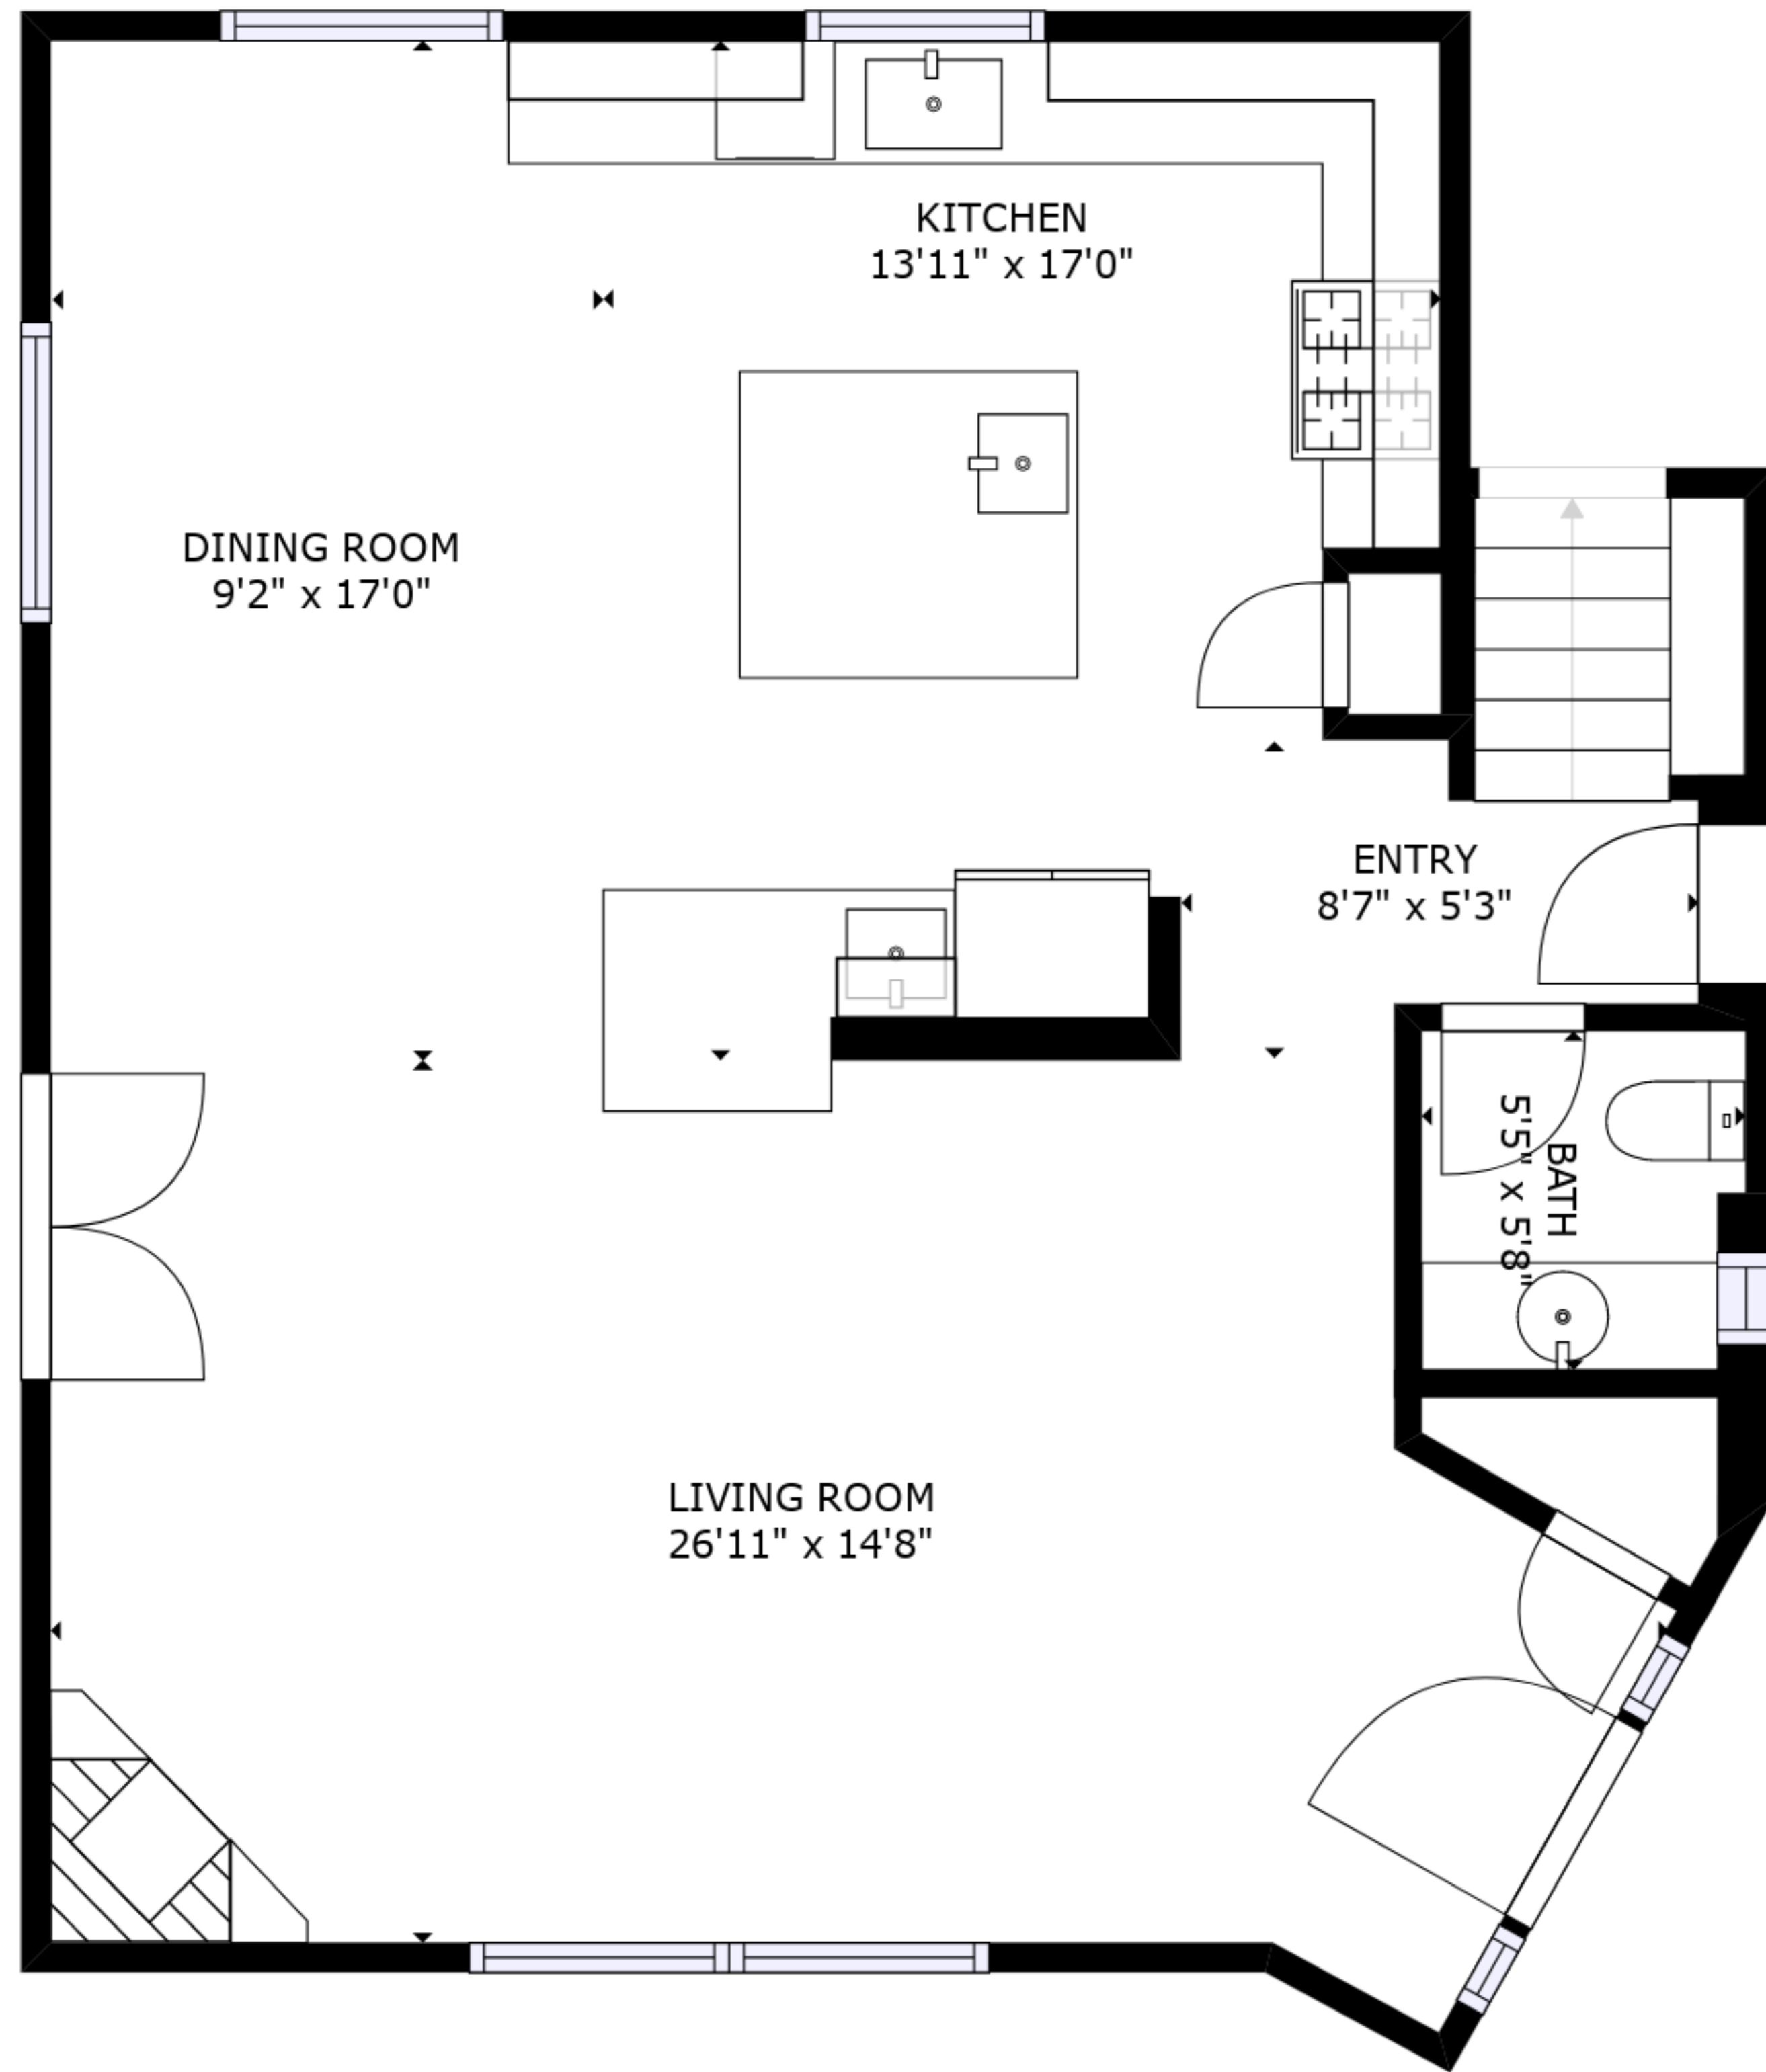 KITCHEN
13'11" x 17'0"
DINING ROOM
9'2" x 17'0"
ENTRY
8'7" x 5'3"
BATH
5'5" x 5'8"
LIVING ROOM
26'11" x 14'8"